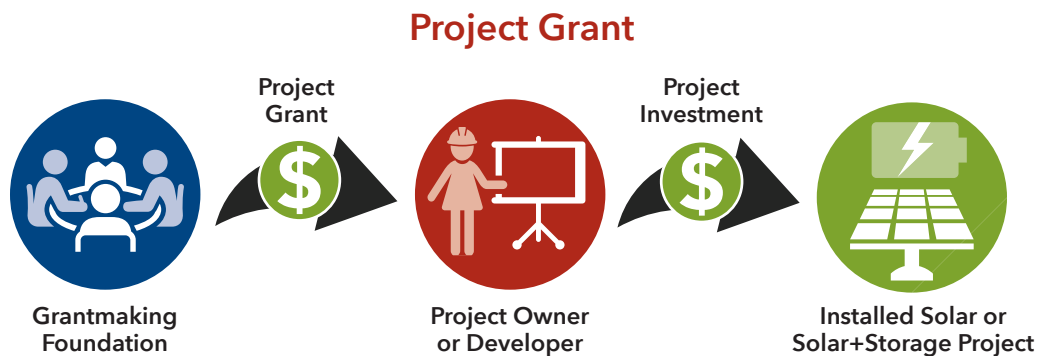 Project Grant
Project
Grant
$
Project
Investment
$
Grantmaking
Foundation
Project Owner
or Developer
Installed Solar or
Solar+Storage Project